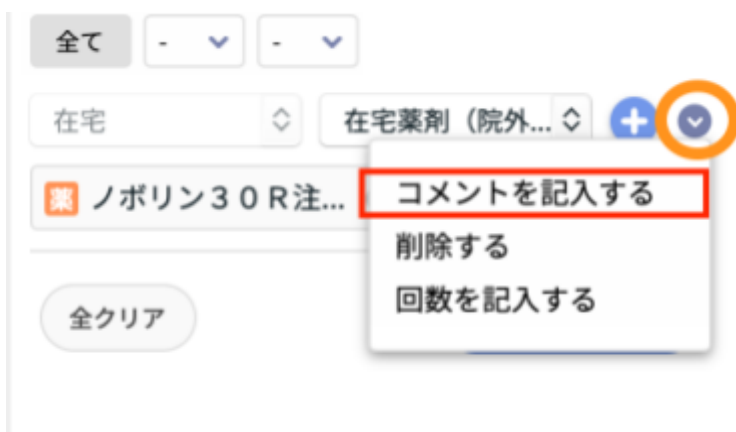 全て - -
在宅 在宅薬剤（院外...
薬 ノボリン３０Ｒ注...
コメントを記入する
削除する
回数を記入する
全クリア